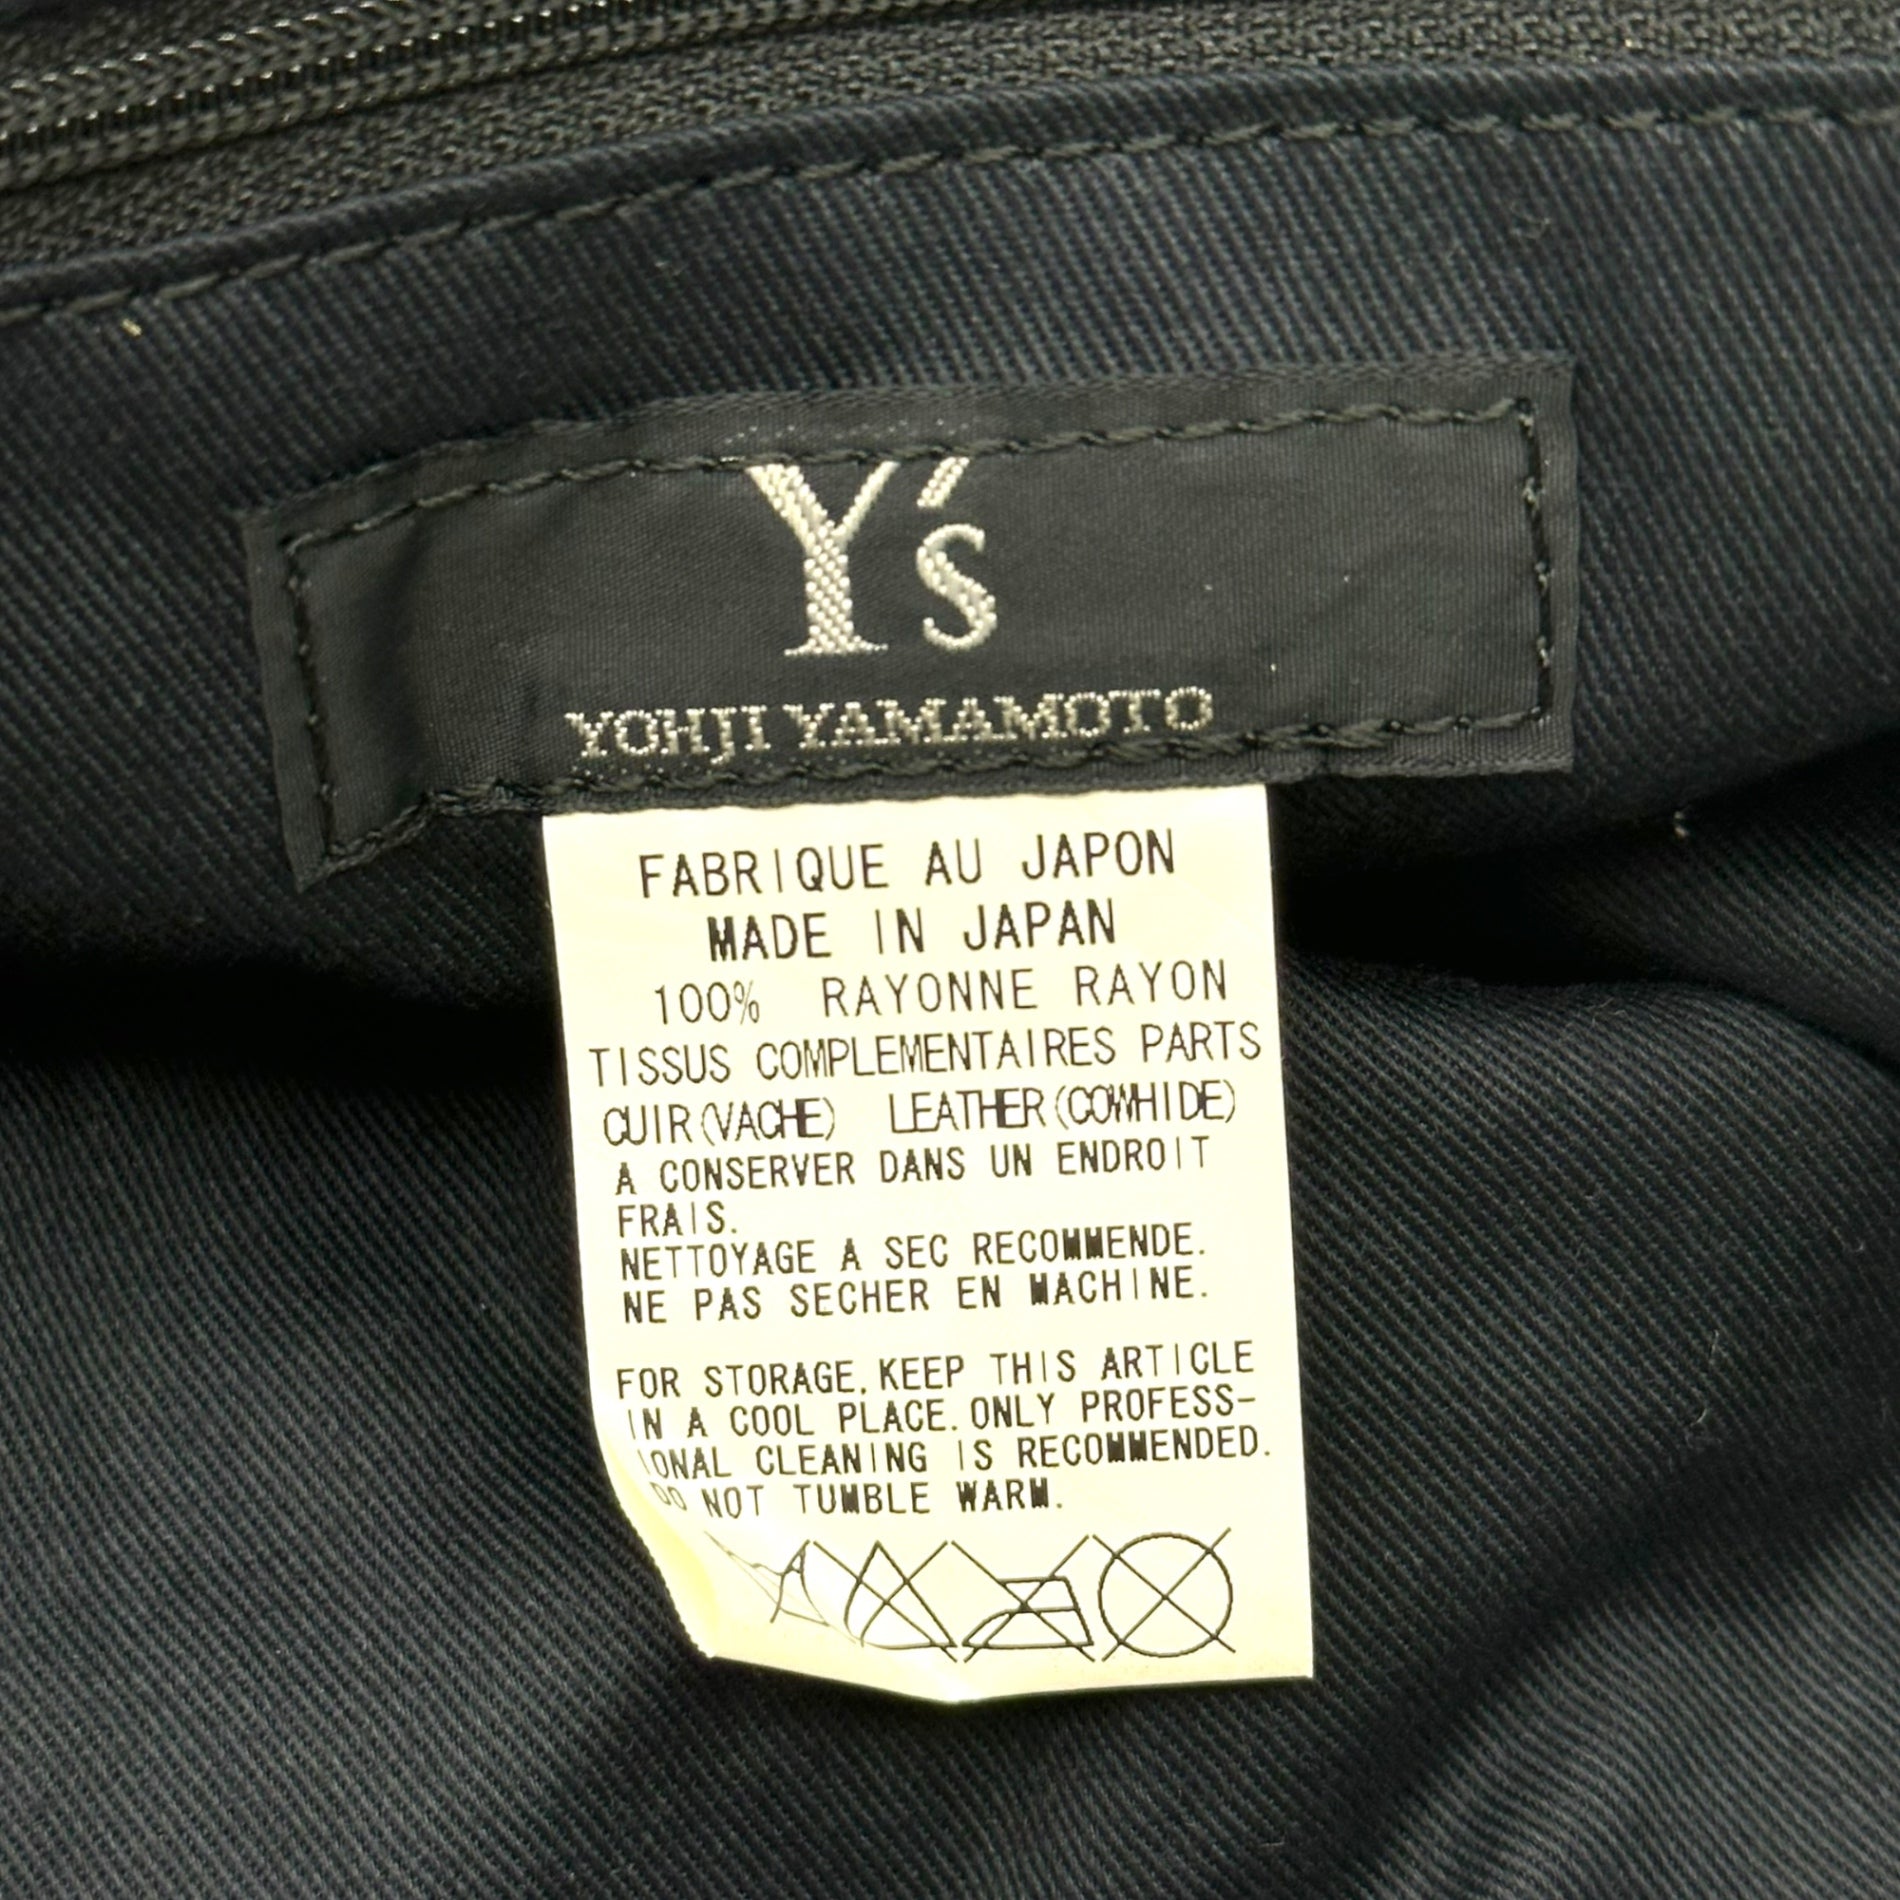 Y's
YOHJI YAMAMOTO
FABRIQUE AU JAPON
MADE IN JAPAN
100% RAYONNE RAYON
TISSUS COMPLEMENTAIRES PARTS
CUIR(VACHE) LEATHER(COWHIDE)
A CONSERVER DANS UN ENDROIT
FRAIS.
NETTOYAGE A SEC RECOMMENDE.
NE PAS SECHER EN MACHINE.
FOR STORAGE, KEEP THIS ARTICLE
IN A COOL PLACE. ONLY PROFESS-
IONAL CLEANING IS RECOMMENDED.
DO NOT TUMBLE WARM.